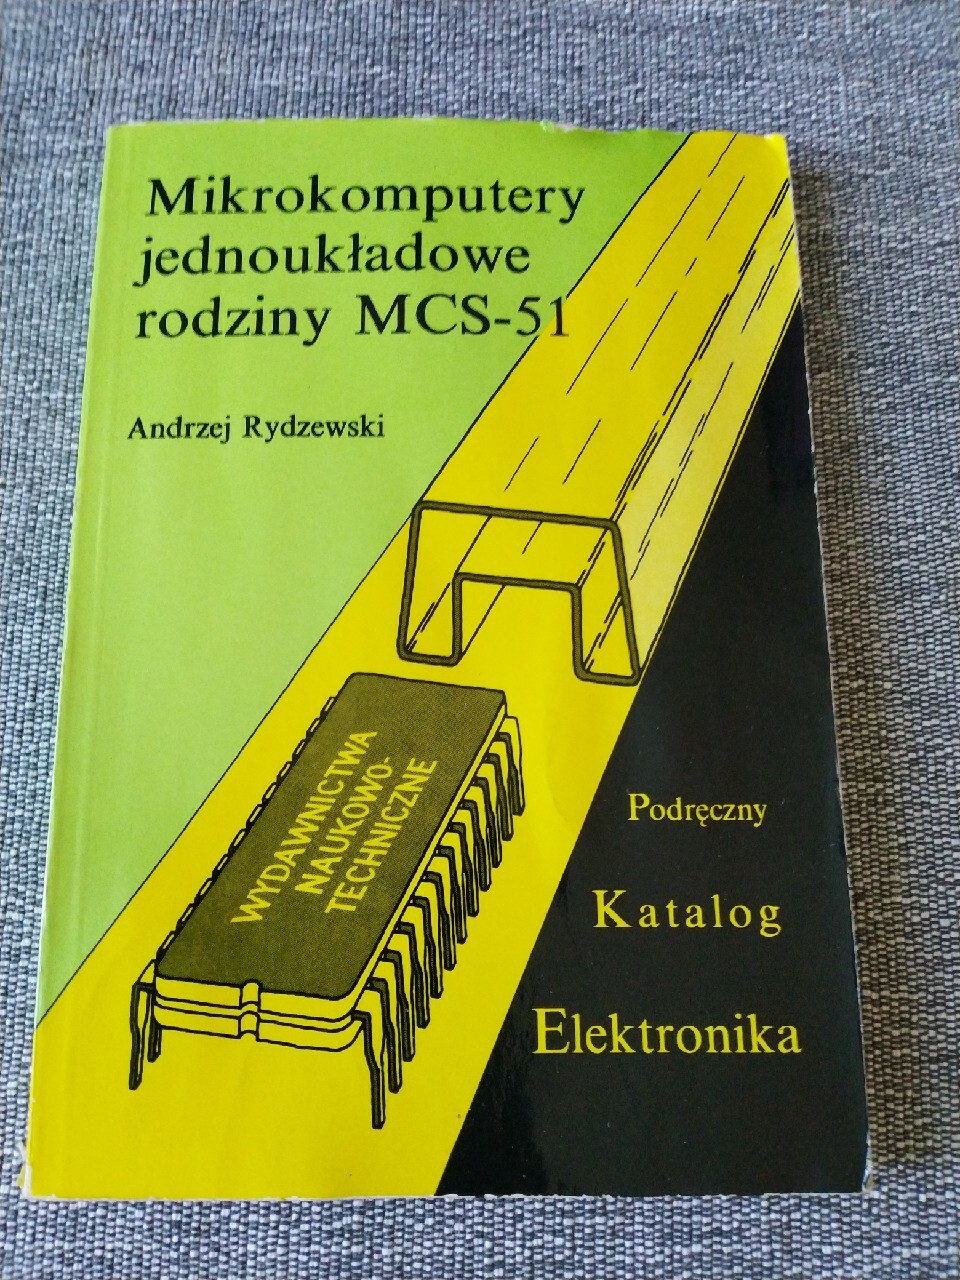 Mikrokomputery
jednoukładowe
rodziny MCS-51
Andrzej Rydzewski
WYDAWNICTWA
NAUKOWO-
TECHNICZNE
Podręczny
Katalog
Elektronika